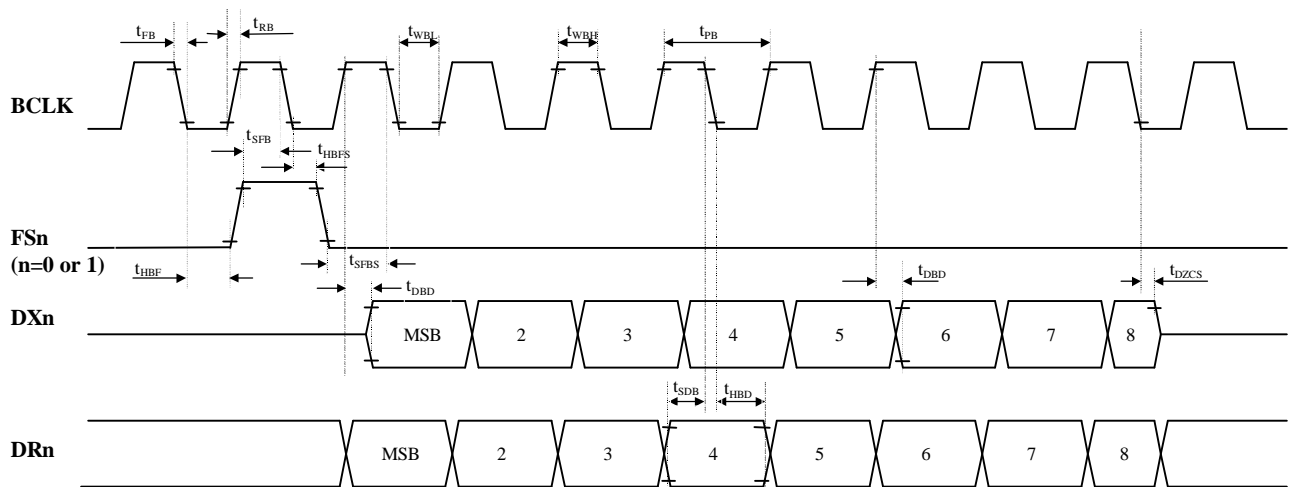 tFB tRB tWBL tWBH tPB
BCLK
tSFB tHBFS
FSn
(n=0 or 1)
tHBF tSFBS tDBD tDBD tDZCS
DXn MSB 2 3 4 5 6 7 8
tSDB tHBD
DRn MSB 2 3 4 5 6 7 8